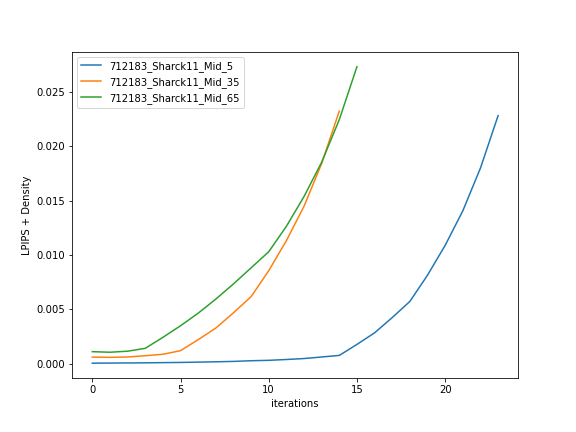 712183_Sharck11_Mid_5
712183_Sharck11_Mid_35
712183_Sharck11_Mid_65
0.025
0.020
0.015
0.010
0.005
0.000
LPIPS + Density
0 5 10 15 20
iterations